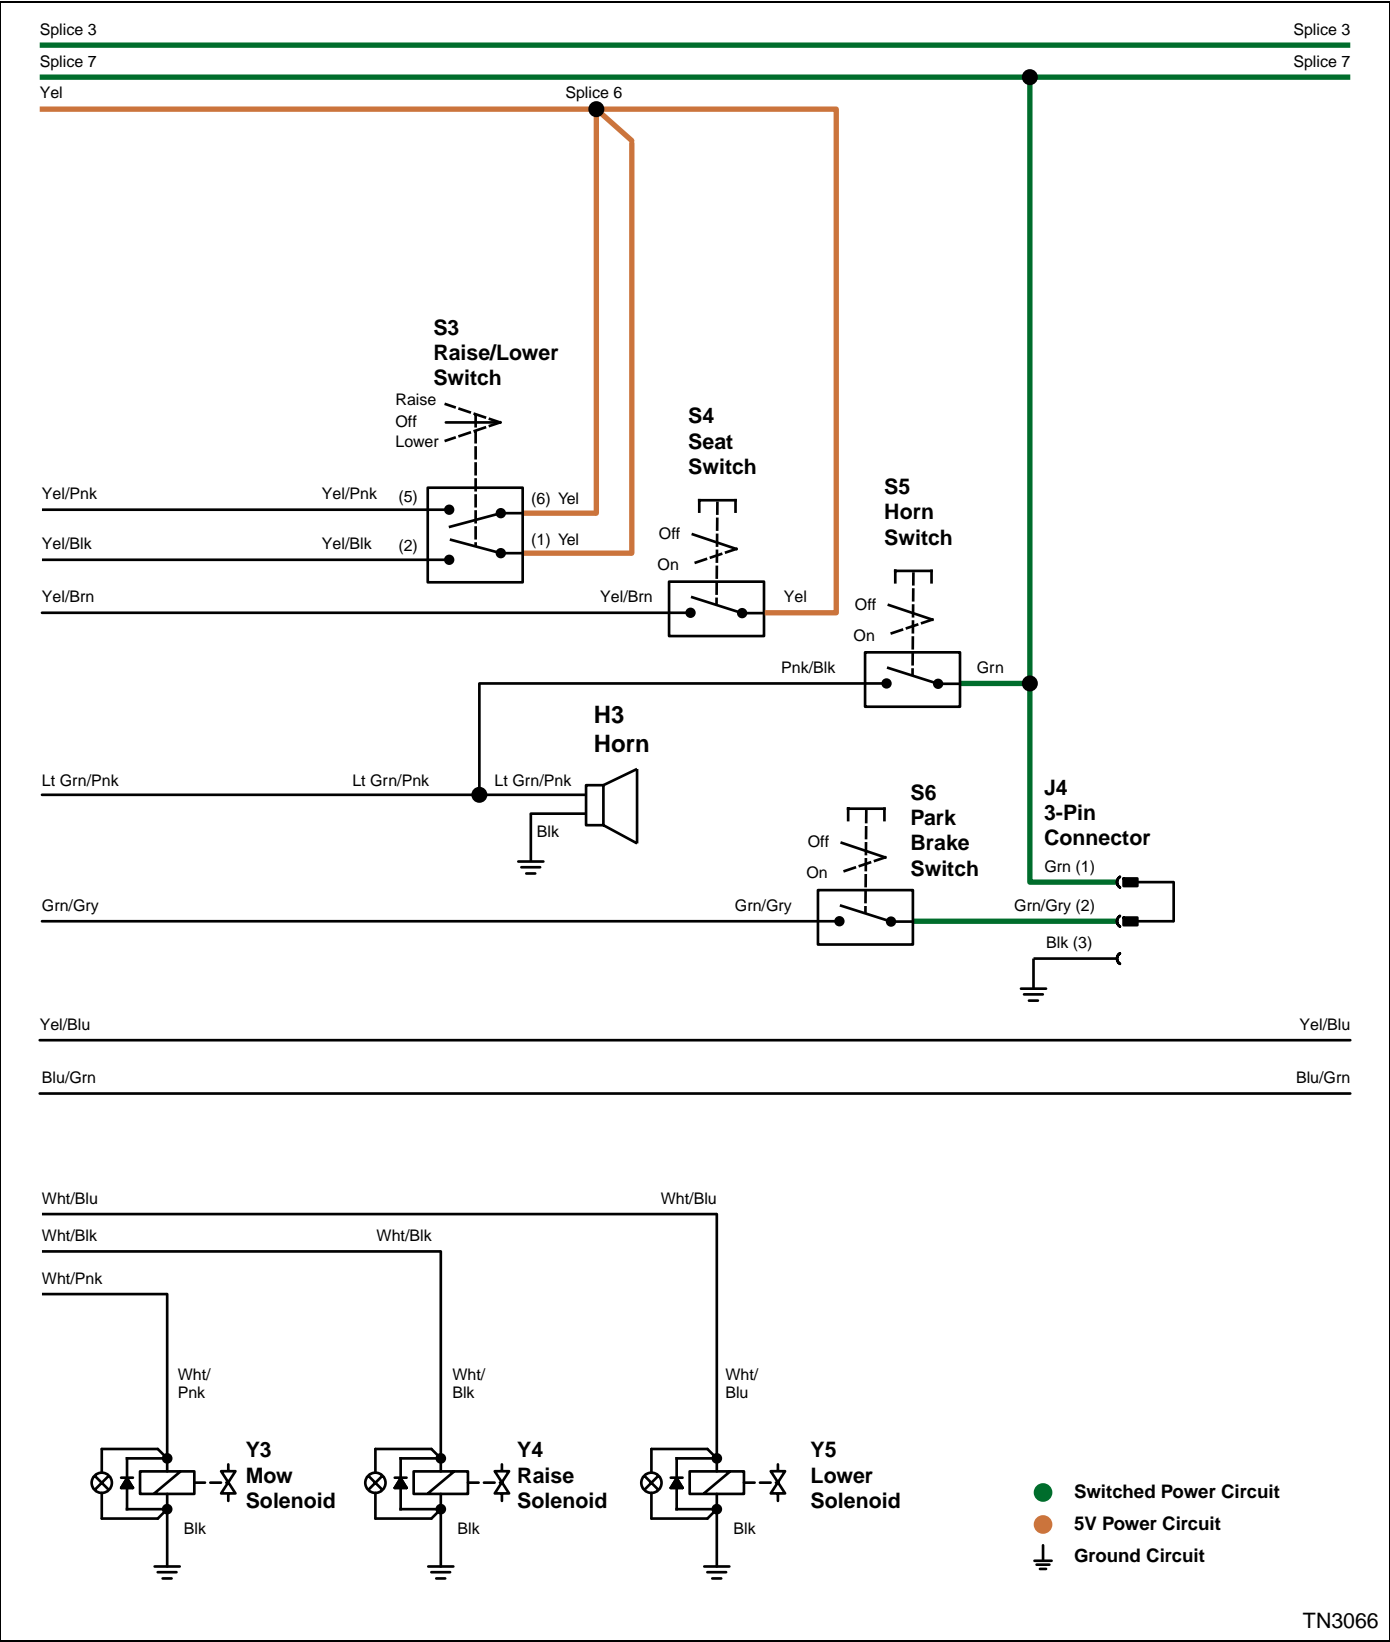 Splice 3
Splice 3
Splice 7
Splice 7
Yel
Splice 6
S3
Raise/Lower
Switch
Raise
Off
Lower
S4
Seat
Switch
S5
Horn
Switch
Yel/Pnk
Yel/Pnk (5)
(6) Yel
Yel/Blk
Yel/Blk (2)
(1) Yel
Off
On
Yel/Brn
Yel/Brn
Yel
Off
On
Pnk/Blk
Grn
H3
Horn
Lt Grn/Pnk
Lt Grn/Pnk
Lt Grn/Pnk
Blk
S6
Park
Brake
Switch
Off
On
J4
3-Pin
Connector
Grn (1)
Grn/Gry
Grn/Gry
Grn/Gry (2)
Blk (3)
Yel/Blu
Yel/Blu
Blu/Grn
Blu/Grn
Wht/Blu
Wht/Blu
Wht/Blk
Wht/Blk
Wht/Pnk
Wht/
Pnk
Wht/
Blk
Wht/
Blu
Y3
Mow
Solenoid
Blk
Y4
Raise
Solenoid
Blk
Y5
Lower
Solenoid
Blk
Switched Power Circuit
5V Power Circuit
Ground Circuit
TN3066